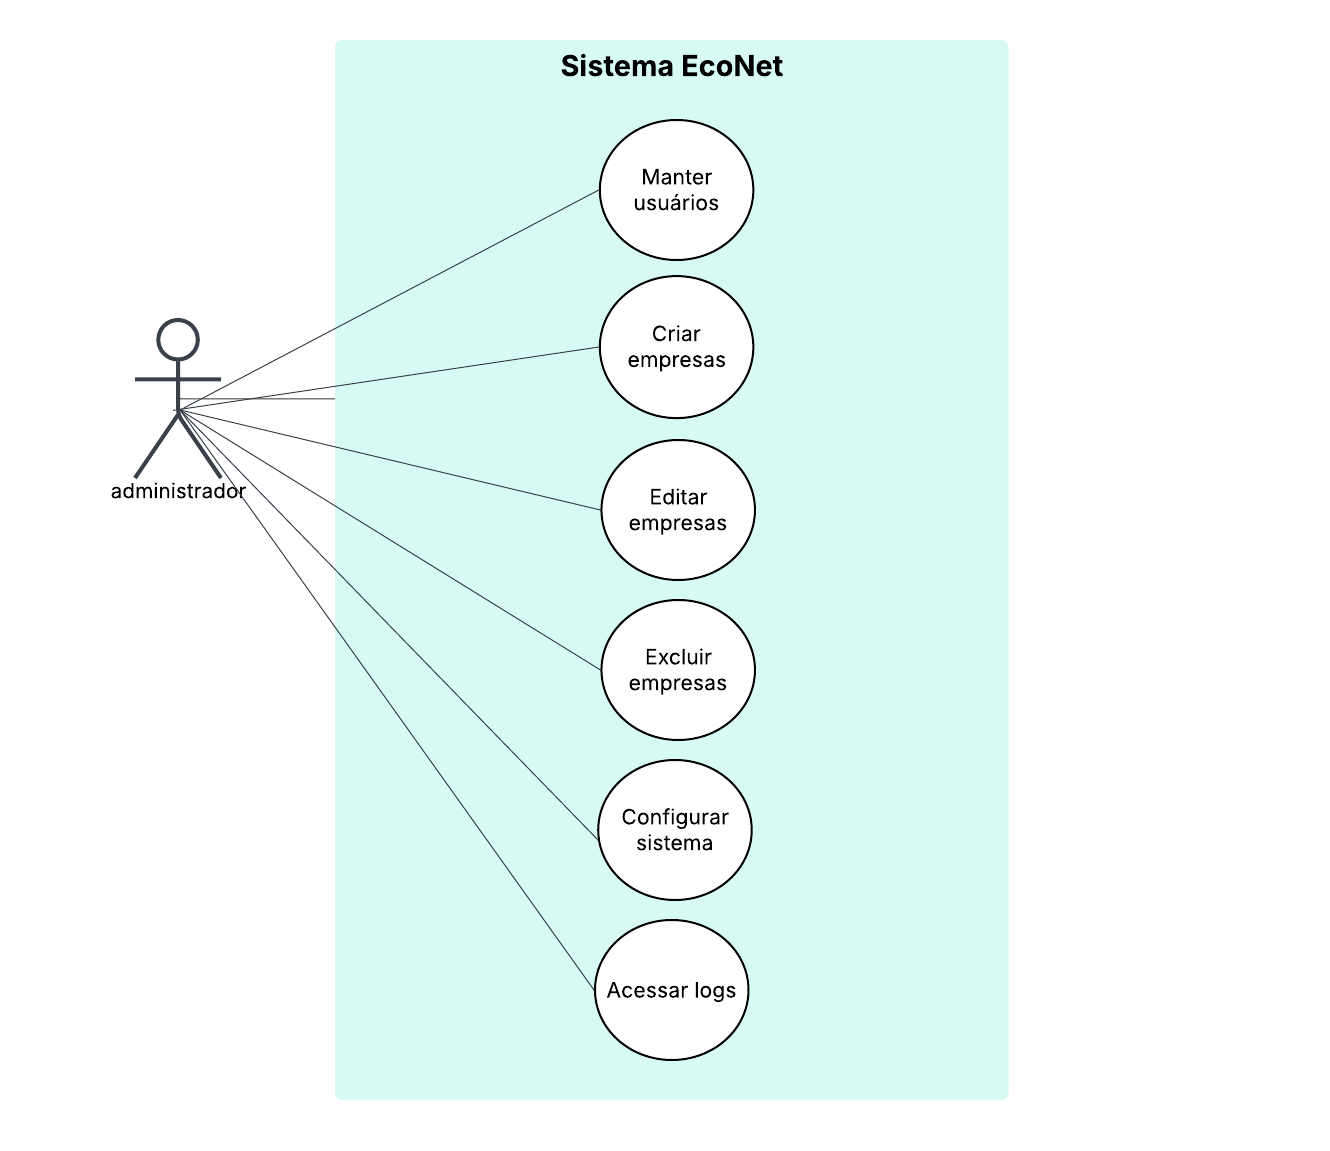 Sistema EcoNet
Manter
usuários
Criar
empresas
administrador
Editar
empresas
Excluir
empresas
Configurar
sistema
Acessar logs